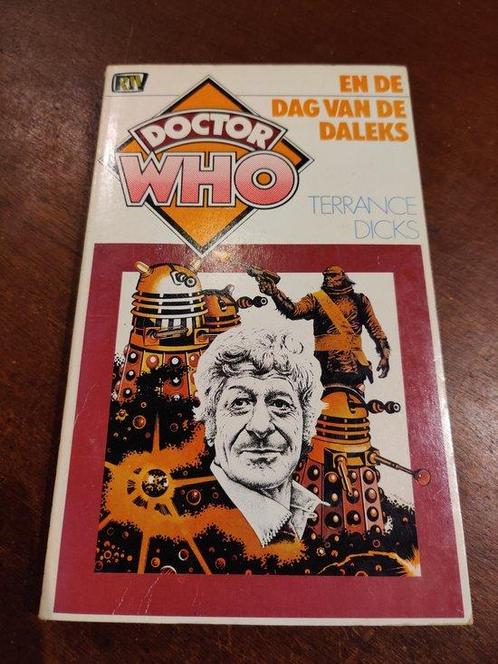 RTV
EN DE
DAG VAN DE
DALEKS
DOCTOR
WHO
TERRANCE
DICKS